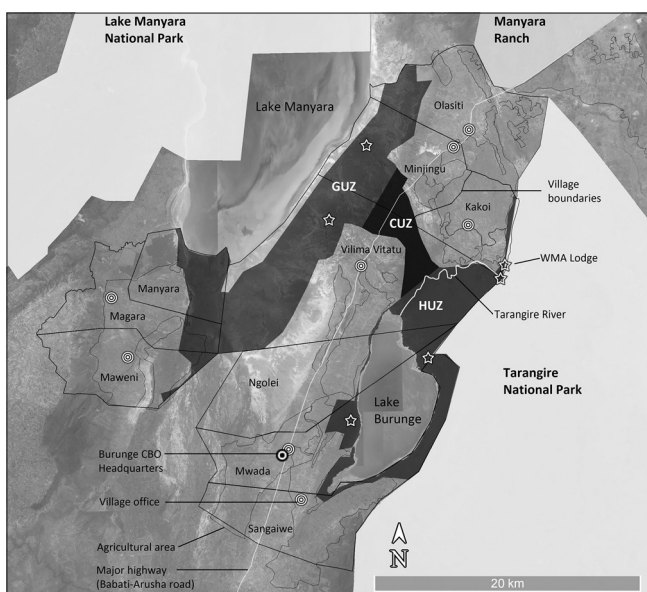 Lake Manyara
National Park
Manyara
Ranch
Lake Manyara
Olasiti
Minjingu
GUZ
Village
boundaries
Kakoi
CUZ
Vilima Vitatu
WMA Lodge
Manyara
HUZ
Magara
Tarangire River
Maweni
Ngolei
Tarangire
National Park
Lake
Burunge
Burunge CBO
Headquarters
Mwada
Village office
Sangaiwe
Agricultural area
N
Major highway
(Babati-Arusha road)
20 km